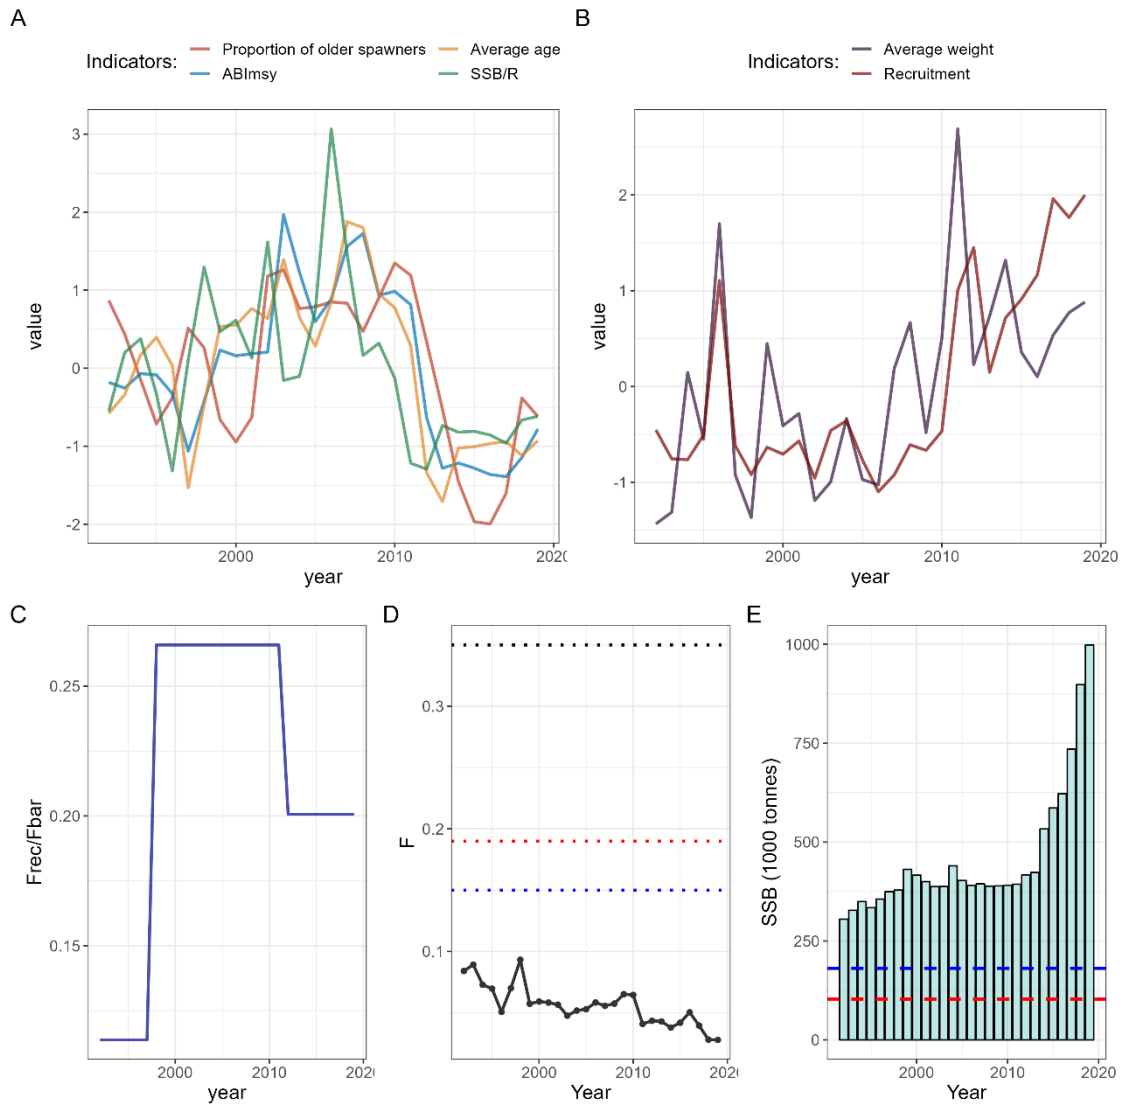 A
B
Indicators:
Proportion of older spawners
Average age
ABImsy
SSB/R
Indicators:
Average weight
Recruitment
value
3
2
1
0
-1
-2
2000
2010
2020
year
value
2
1
0
-1
2000
2010
2020
year
C
D
E
Frec/Fbar
0.25
0.20
0.15
2000
2010
202
year
F
0.3
0.2
0.1
2000
2010
202
Year
SSB (1000 tonnes)
1000
750
500
250
0
2000
2010
2020
Year